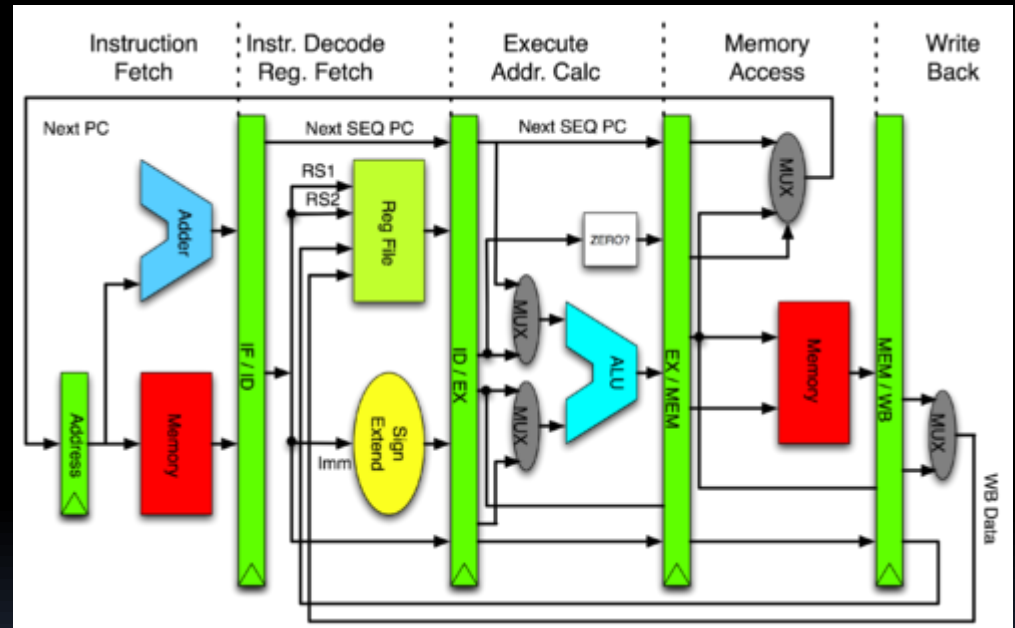 Instruction
Fetch
Instr. Decode
Reg. Fetch
Execute
Addr. Calc
Memory
Access
Write
Back
Next PC
Next SEQ PC
Next SEQ PC
RS1
RS2
Reg File
MUX
Adder
ZERO?
MUX
ALU
Memory
IF / ID
ID / EX
EX / MEM
MEM / WB
Address
Memory
Sign
Extend
Imm
MUX
MUX
WB Data